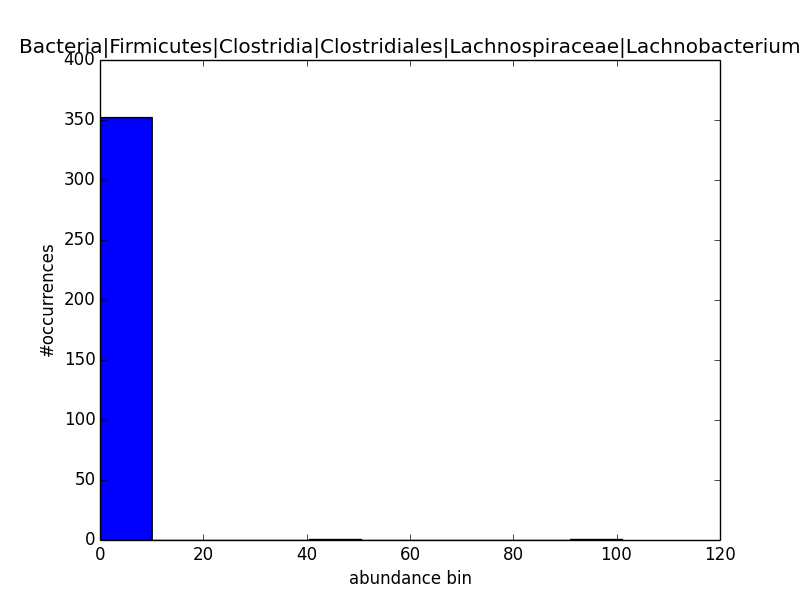 Bacteria|Firmicutes|Clostridia|Clostridiales|Lachnospiraceae|Lachnobacterium
400
350
300
250
200
150
100
50
0
#occurrences
0 20 40 60 80 100 120
abundance bin